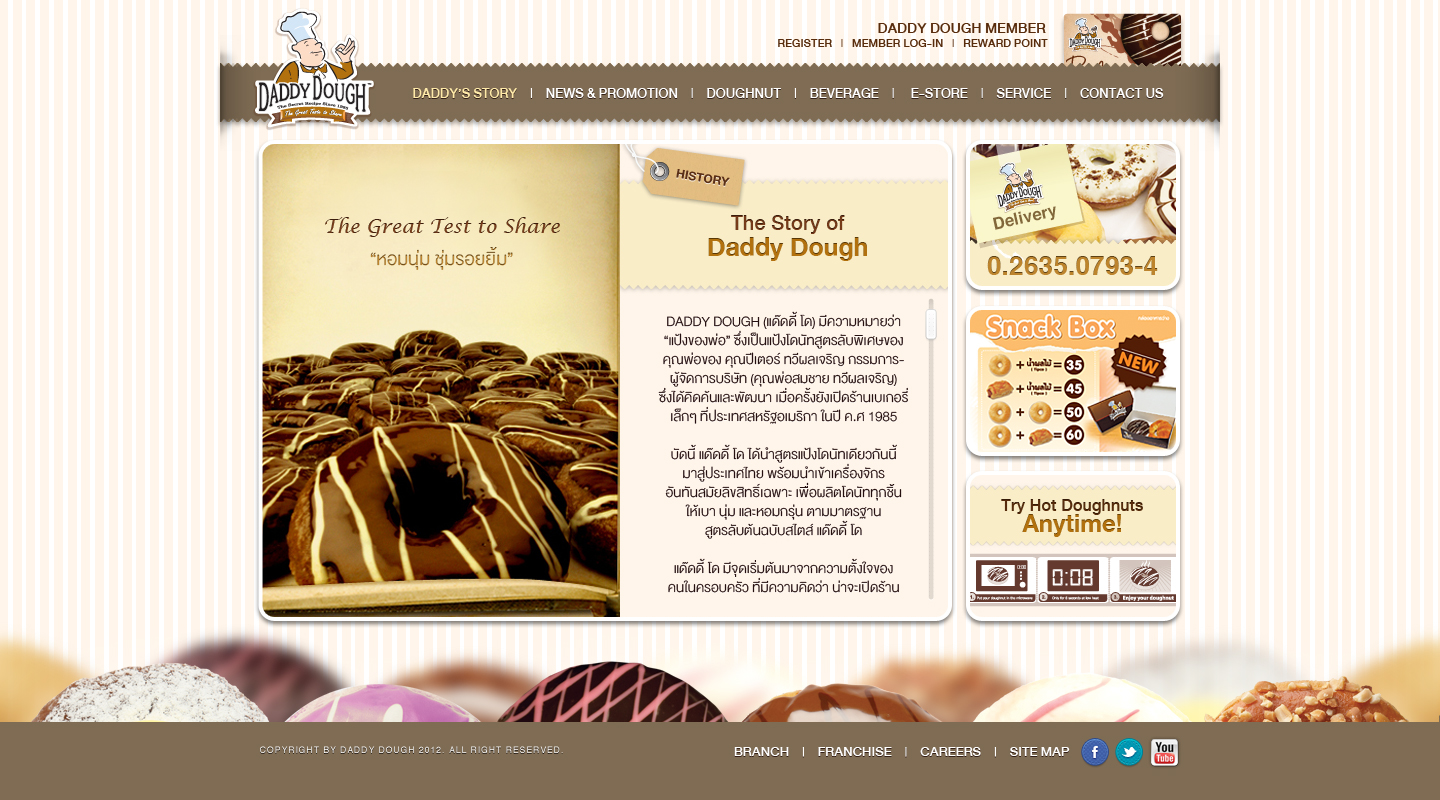 DADDY DOUGH MEMBER
REGISTER | MEMBER LOG-IN | REWARD POINT
DADDY DOUGH
The Secret Recipe Since 1985
The Great Taste to Share
DADDY'S STORY | NEWS & PROMOTION | DOUGHNUT | BEVERAGE | E-STORE | SERVICE | CONTACT US
The Great Test to Share
“หอมนุ่ม ชุ่มรอยยิ้ม”
HISTORY
The Story of
Daddy Dough
DADDY DOUGH (แด๊ดดี้ โด) มีความหมายว่า
“แป้งของพ่อ” ซึ่งเป็นแป้งโดนัทสูตรลับพิเศษของ
คุณพ่อของ คุณปีเตอร์ ทวีผลเจริญ กรรมการ-
ผู้จัดการบริษัท (คุณพ่อสมชาย ทวีผลเจริญ)
ซึ่งได้คิดค้นและพัฒนา เมื่อครั้งยังเปิดร้านเบเกอรี่
เล็กๆ ที่ประเทศสหรัฐอเมริกา ในปี ค.ศ 1985
บัดนี้ แด๊ดดี้ โด ได้นำสูตรแป้งโดนัทเดียวกันนี้
มาสู่ประเทศไทย พร้อมนำเข้าเครื่องจักร
อันทันสมัยลิขสิทธิ์เฉพาะ เพื่อผลิตโดนัททุกชิ้น
ให้เบา นุ่ม และหอมกรุ่น ตามมาตรฐาน
สูตรลับต้นฉบับสไตล์ แด๊ดดี้ โด
แด๊ดดี้ โด มีจุดเริ่มต้นมาจากความตั้งใจของ
คนในครอบครัว ที่มีความคิดว่า น่าจะเปิดร้าน
DADDY DOUGH
Delivery
0.2635.0793-4
Snack Box
NEW
+ น้ำผลไม้ = 35
+ น้ำผลไม้ = 45
+ = 50
+ = 60
Try Hot Doughnuts
Anytime!
0:08
Put your doughnut in the microwave
Only for 8 seconds at low heat
Enjoy your doughnut
COPYRIGHT BY DADDY DOUGH 2012. ALL RIGHT RESERVED.
BRANCH | FRANCHISE | CAREERS | SITE MAP
f
You
Tube